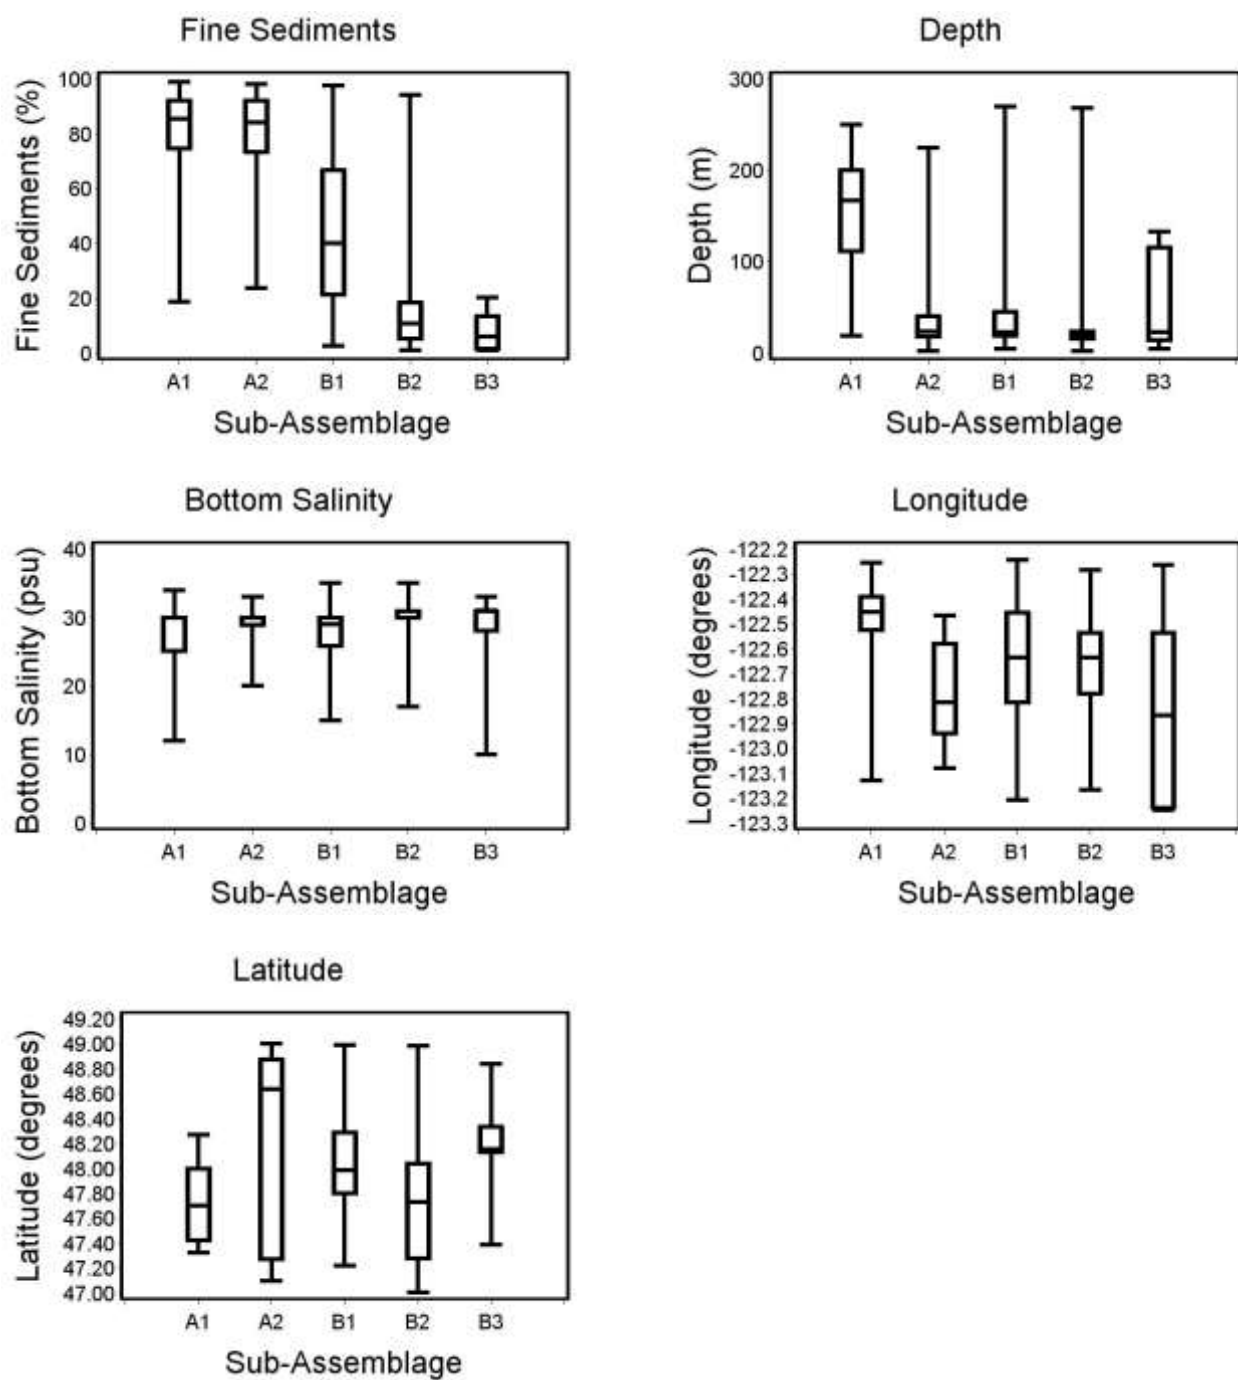 Fine Sediments
Fine Sediments (%)
100
80
60
40
20
0
A1 A2 B1 B2 B3
Sub-Assemblage
Depth
Depth (m)
300
200
100
0
A1 A2 B1 B2 B3
Sub-Assemblage
Bottom Salinity
Bottom Salinity (psu)
40
30
20
10
0
A1 A2 B1 B2 B3
Sub-Assemblage
Longitude
Longitude (degrees)
-122.2
-122.3
-122.4
-122.5
-122.6
-122.7
-122.8
-122.9
-123.0
-123.1
-123.2
-123.3
A1 A2 B1 B2 B3
Sub-Assemblage
Latitude
Latitude (degrees)
49.20
49.00
48.80
48.60
48.40
48.20
48.00
47.80
47.60
47.40
47.20
47.00
A1 A2 B1 B2 B3
Sub-Assemblage